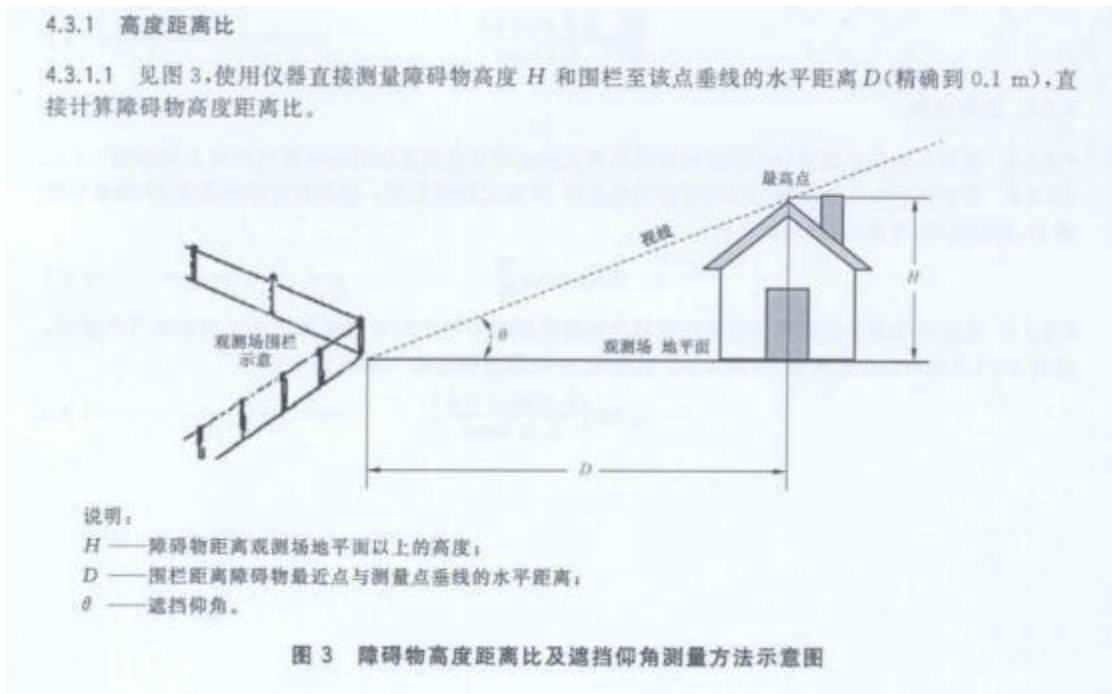 4.3.1 高度距离比
4.3.1.1 见图 3,使用仪器直接测量障碍物高度 H 和围栏至该点垂线的水平距离 D(精确到 0.1 m),直
接计算障碍物高度距离比。
最高点
视线
H
观测场围栏
示意
θ
观测场 地平面
D
说明:
H ——障碍物距离观测场地平面以上的高度;
D ——围栏距离障碍物最近点与测量点垂线的水平距离;
θ ——遮挡仰角。
图 3 障碍物高度距离比及遮挡仰角测量方法示意图